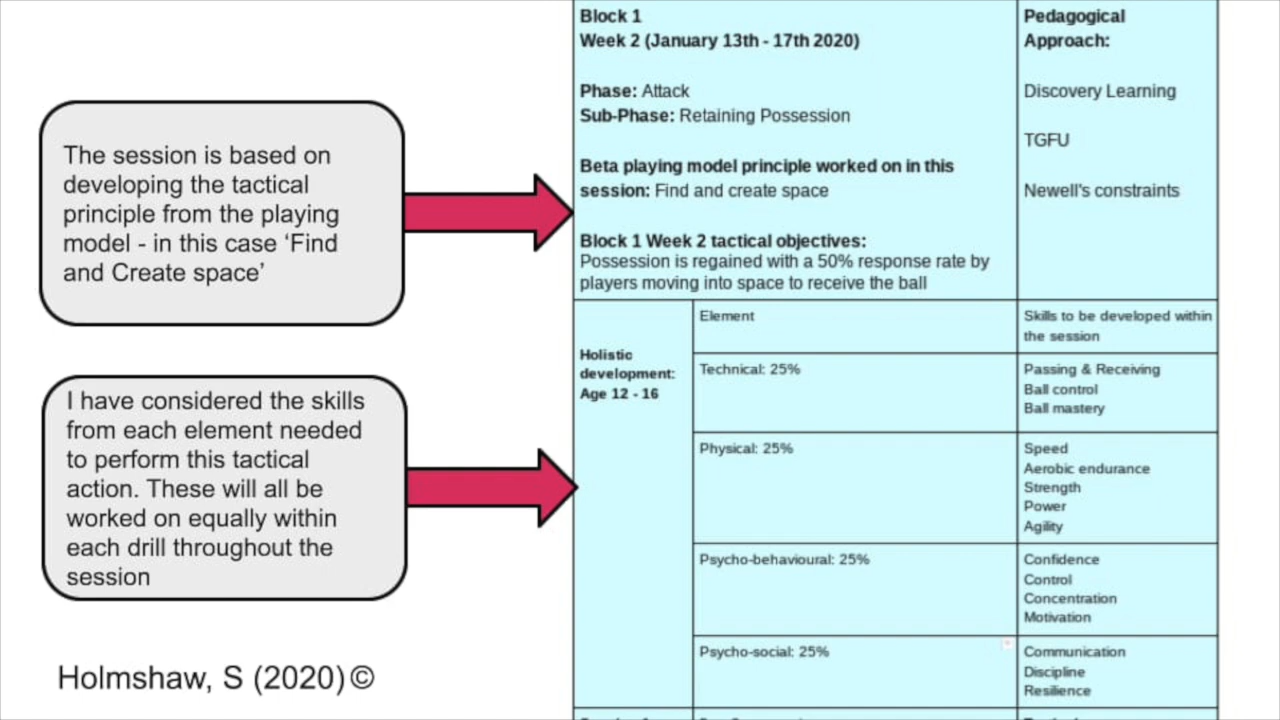 The session is based on
developing the tactical
principle from the playing
model - in this case ‘Find
and Create space’
I have considered the skills
from each element needed
to perform this tactical
action. These will all be
worked on equally within
each drill throughout the
session
Holmshaw, S (2020)©
Block 1
Week 2 (January 13th - 17th 2020)
Phase: Attack
Sub-Phase: Retaining Possession
Beta playing model principle worked on in this
session: Find and create space
Block 1 Week 2 tactical objectives:
Possession is regained with a 50% response rate by
players moving into space to receive the ball
Pedagogical
Approach:
Discovery Learning
TGFU
Newell's constraints
Holistic
development:
Age 12 - 16
Element
Skills to be developed within
the session
Technical: 25%
Passing & Receiving
Ball control
Ball mastery
Physical: 25%
Speed
Aerobic endurance
Strength
Power
Agility
Psycho-behavioural: 25%
Confidence
Control
Concentration
Motivation
Psycho-social: 25%
Communication
Discipline
Resilience